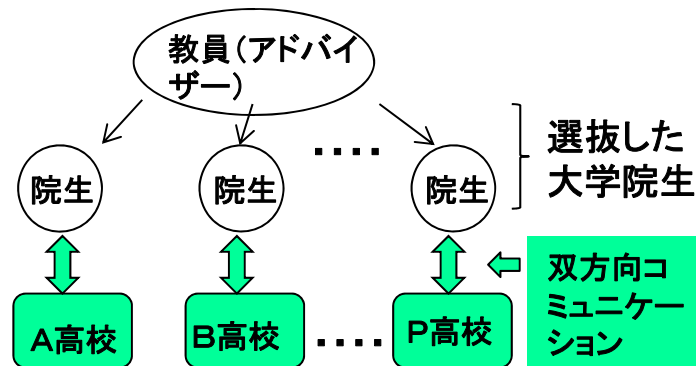 教員(アドバイ
ザー)
‥‥
選抜した
大学院生
院生
院生
院生
双方向コ
ミュニケー
ション
A高校
B高校
‥‥
P高校